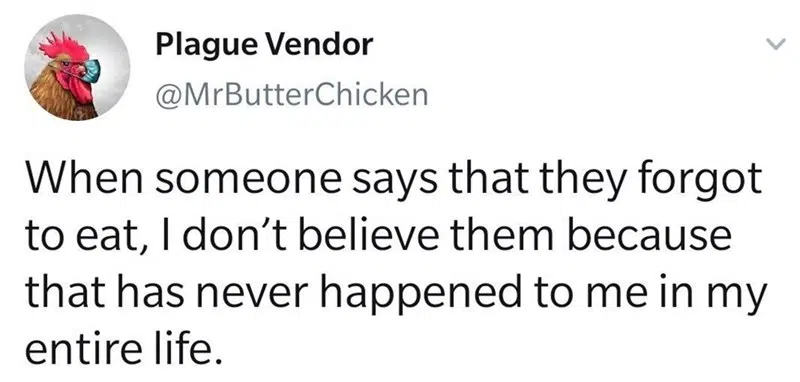 Plague Vendor
@MrButterChicken
When someone says that they forgot
to eat, I don’t believe them because
that has never happened to me in my
entire life.